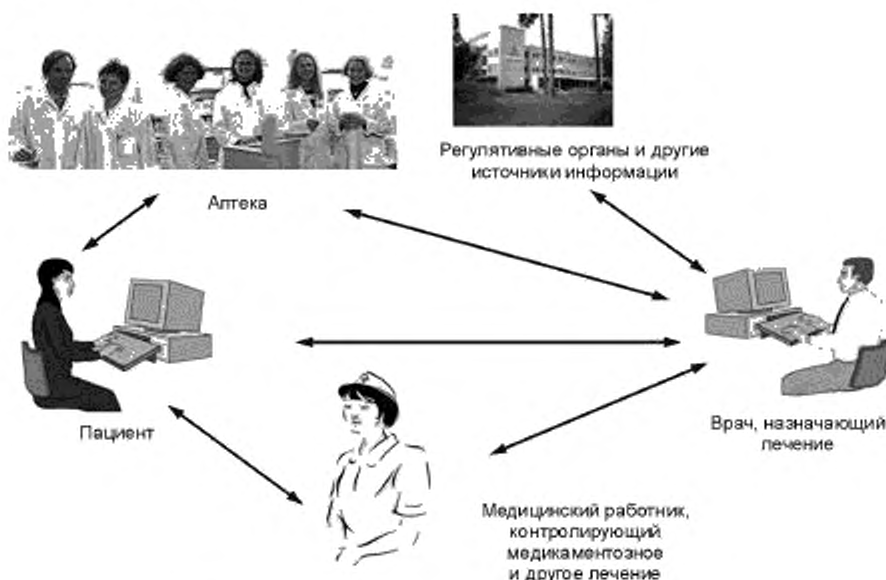 Регулятивные органы и другие
источники информации
Аптека
Пациент
Врач, назначающий
лечение
Медицинский работник,
контролирующий
медикаментозное
и другое лечение